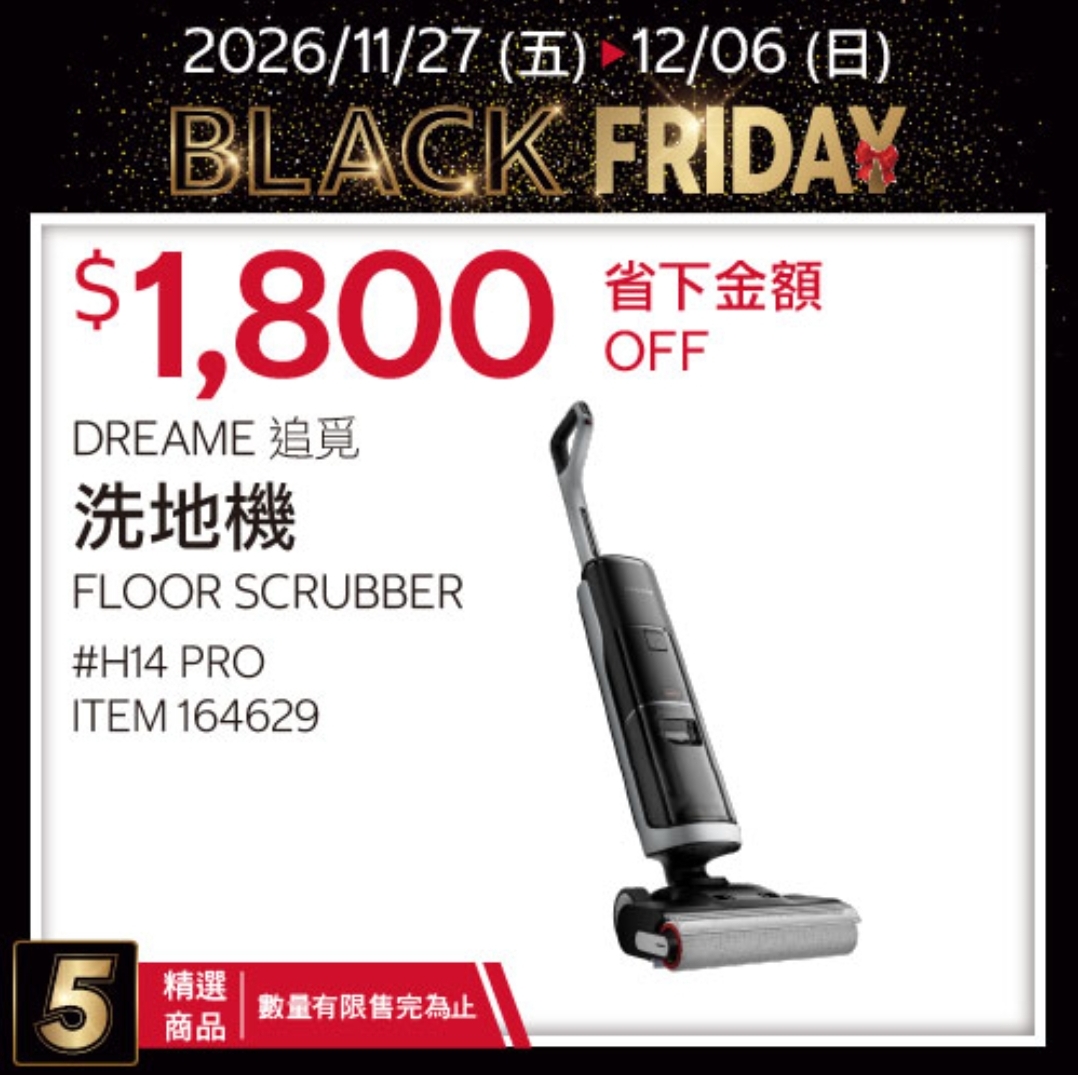 2026/11/27 (五)▶12/06 (日)
BLACK FRIDAY
$1,800
省下金額
OFF
DREAME 追覓
洗地機
FLOOR SCRUBBER
#H14 PRO
ITEM 164629
5
精選
商品
數量有限售完為止